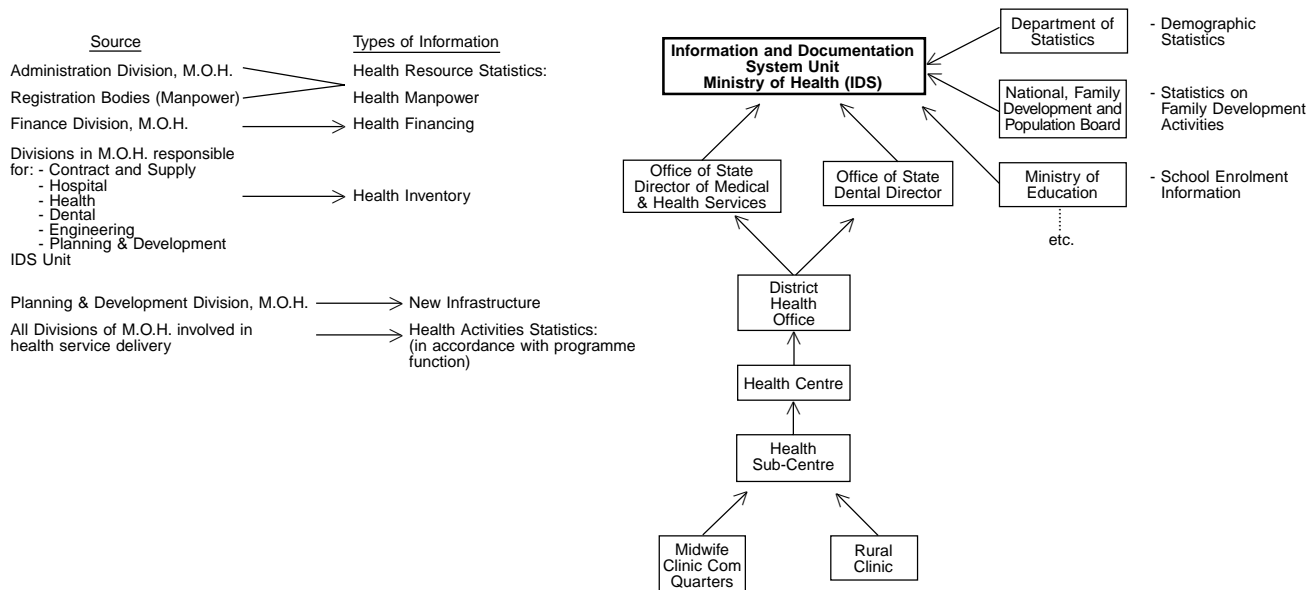 Source
Types of Information
Administration Division, M.O.H.
Health Resource Statistics:
Registration Bodies (Manpower)
Health Manpower
Finance Division, M.O.H.
Health Financing
Divisions in M.O.H. responsible
for: - Contract and Supply
- Hospital
- Health
- Dental
- Engineering
- Planning & Development
IDS Unit
Health Inventory
Planning & Development Division, M.O.H.
New Infrastructure
All Divisions of M.O.H. involved in
health service delivery
Health Activities Statistics:
(in accordance with programme
function)
Information and Documentation
System Unit
Ministry of Health (IDS)
Department of
Statistics
- Demographic
Statistics
National, Family
Development and
Population Board
- Statistics on
Family Development
Activities
Ministry of
Education
- School Enrolment
Information
etc.
Office of State
Director of Medical
& Health Services
Office of State
Dental Director
District
Health
Office
Health Centre
Health
Sub-Centre
Midwife
Clinic Com
Quarters
Rural
Clinic